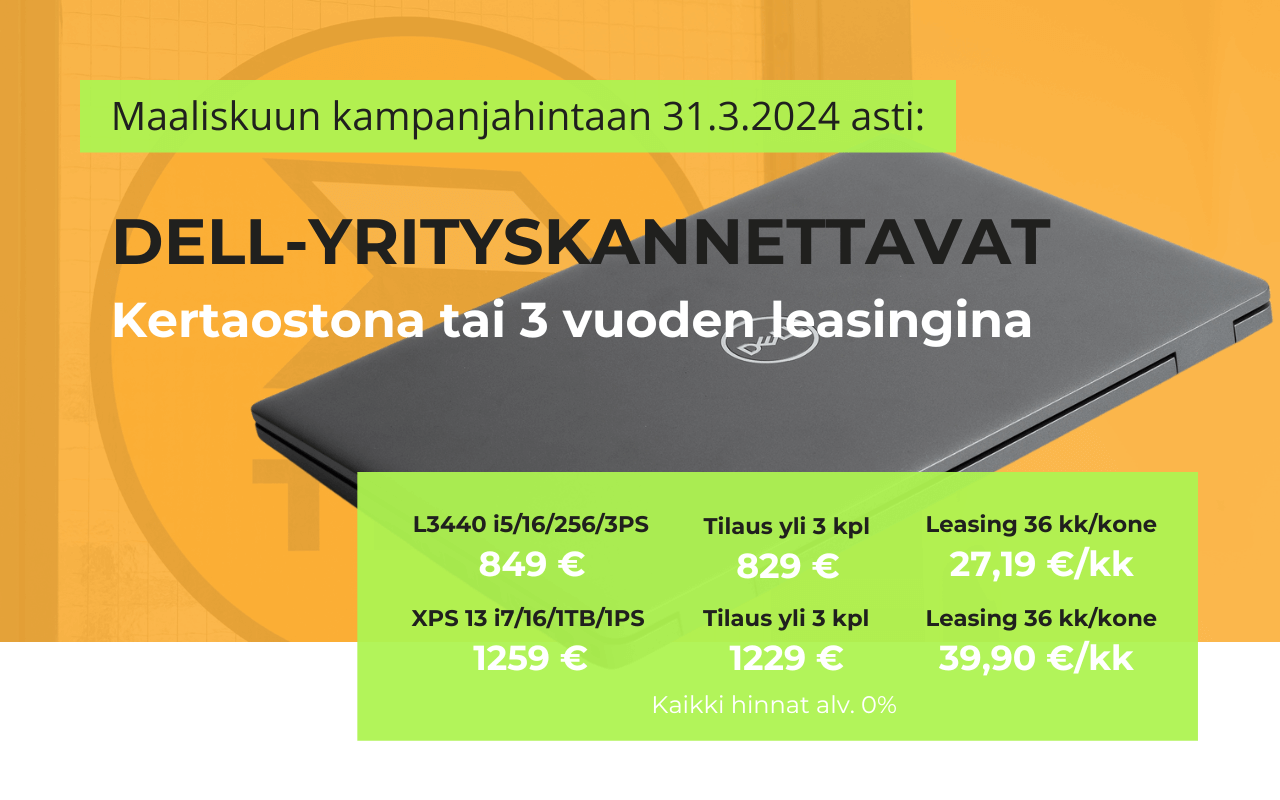 Maaliskuun kampanjahintaan 31.3.2024 asti:
DELL-YRITYSKANNETTAVAT
Kertaostona tai 3 vuoden leasingina
DELL
L3440 i5/16/256/3PS
849 €
Tilaus yli 3 kpl
829 €
Leasing 36 kk/kone
27,19 €/kk
XPS 13 i7/16/1TB/1PS
1259 €
Tilaus yli 3 kpl
1229 €
Leasing 36 kk/kone
39,90 €/kk
Kaikki hinnat alv. 0%